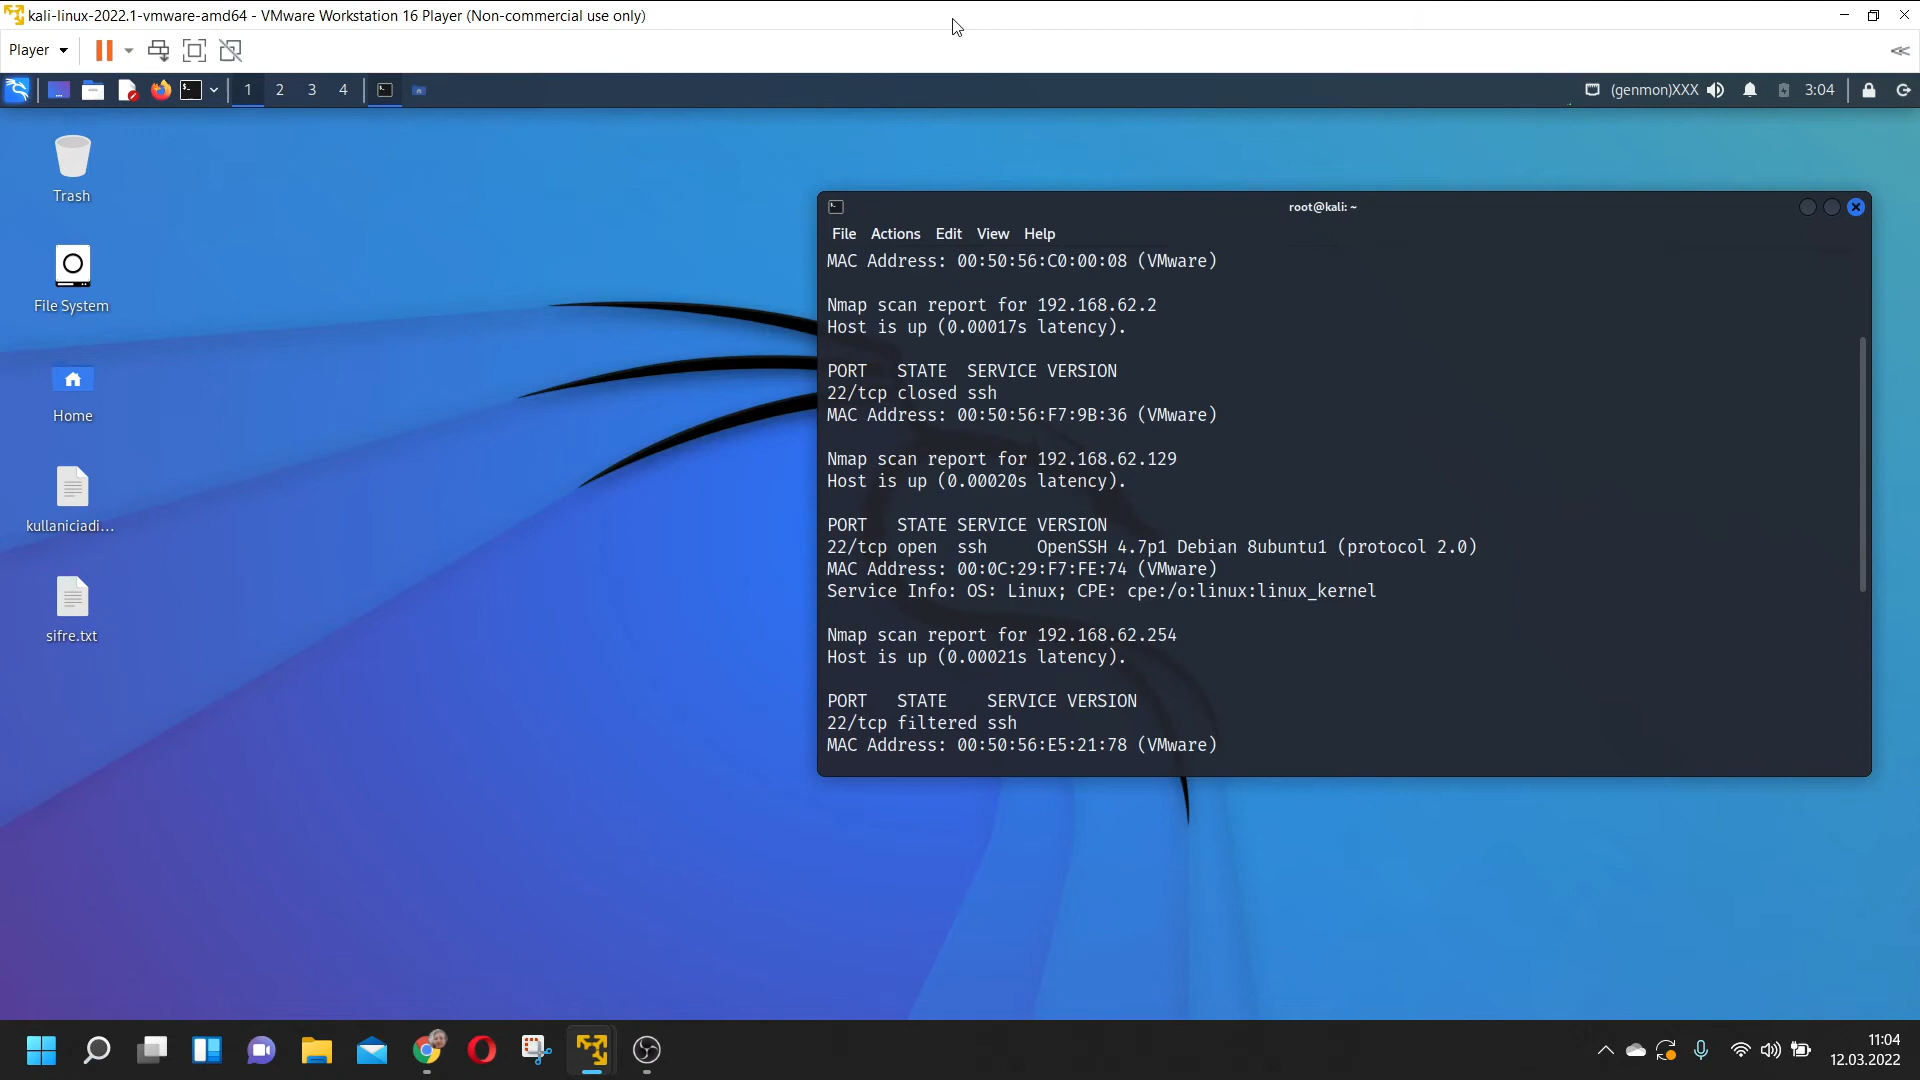 kali-linux-2022.1-vmware-amd64 - VMware Workstation 16 Player (Non-commercial use only)
Player
1 2 3 4
(genmon)XXX
3:04
Trash
File System
Home
kullaniciadi...
sifre.txt
root@kali: ~
File Actions Edit View Help
MAC Address: 00:50:56:C0:00:08 (VMware)
Nmap scan report for 192.168.62.2
Host is up (0.00017s latency).
PORT   STATE  SERVICE VERSION
22/tcp closed ssh
MAC Address: 00:50:56:F7:9B:36 (VMware)
Nmap scan report for 192.168.62.129
Host is up (0.00020s latency).
PORT   STATE SERVICE VERSION
22/tcp open  ssh     OpenSSH 4.7p1 Debian 8ubuntu1 (protocol 2.0)
MAC Address: 00:0C:29:F7:FE:74 (VMware)
Service Info: OS: Linux; CPE: cpe:/o:linux:linux_kernel
Nmap scan report for 192.168.62.254
Host is up (0.00021s latency).
PORT   STATE    SERVICE VERSION
22/tcp filtered ssh
MAC Address: 00:50:56:E5:21:78 (VMware)
11:04
12.03.2022